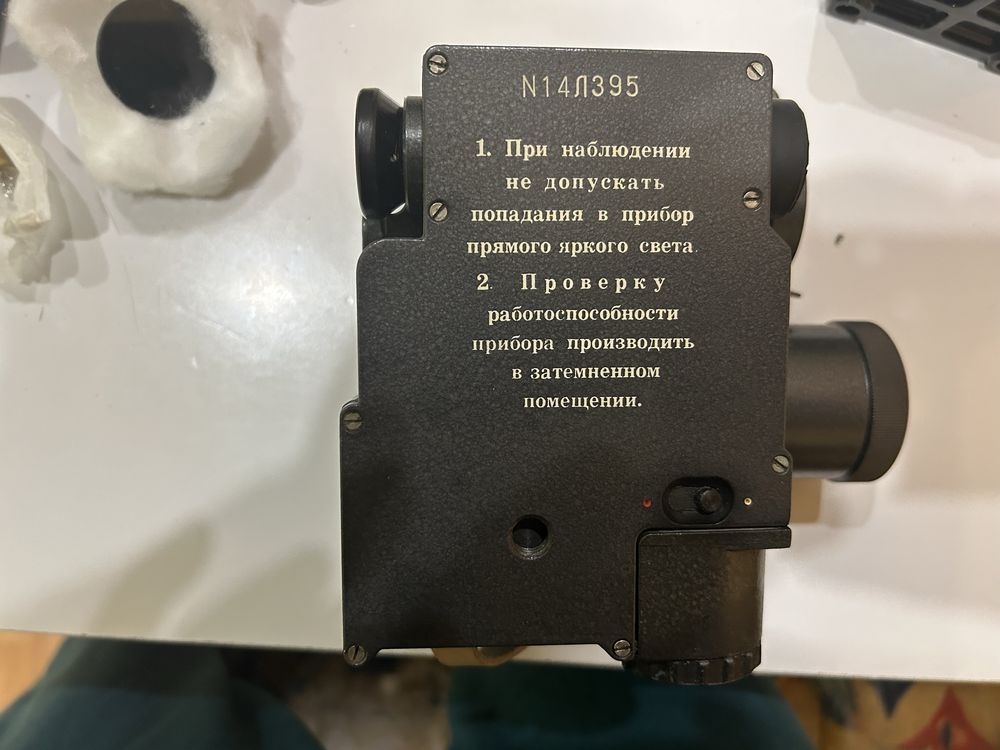 N14Л395
1. При наблюдении
не допускать
попадания в прибор
прямого яркого света.
2. Проверку
работоспособности
прибора производить
в затемненном
помещении.